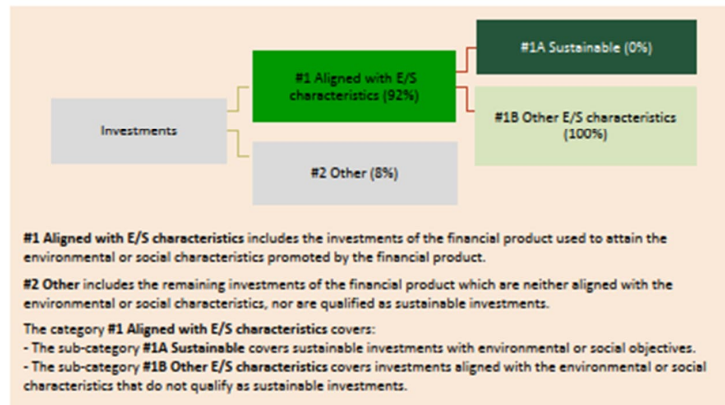 #1A Sustainable (0%)
#1 Aligned with E/S
characteristics (92%)
#1B Other E/S characteristics
(100%)
Investments
#2 Other (8%)
#1 Aligned with E/S characteristics includes the investments of the financial product used to attain the
environmental or social characteristics promoted by the financial product.
#2 Other includes the remaining investments of the financial product which are neither aligned with the
environmental or social characteristics, nor are qualified as sustainable investments.
The category #1 Aligned with E/S characteristics covers:
- The sub-category #1A Sustainable covers sustainable investments with environmental or social objectives.
- The sub-category #1B Other E/S characteristics covers investments aligned with the environmental or social
characteristics that do not qualify as sustainable investments.